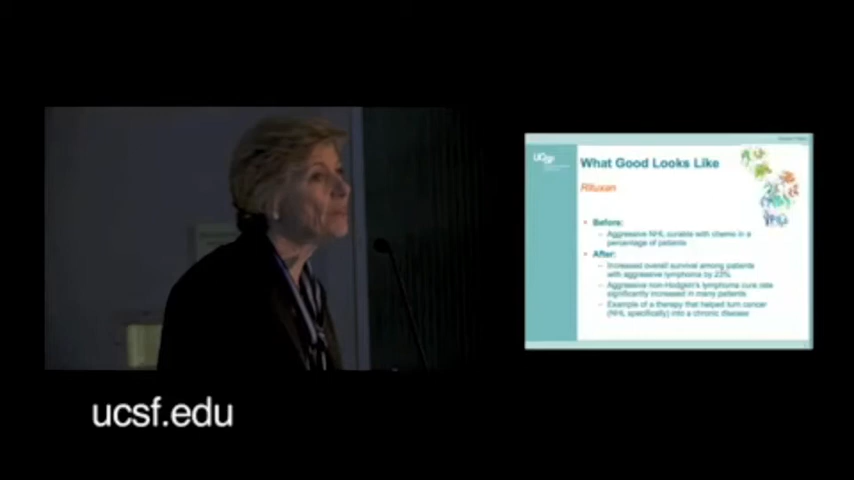 UCSF
What Good Looks Like
Rituxan
• Before:
– Aggressive NHL curable with chemo in a
percentage of patients
• After:
– Increased overall survival among patients
with aggressive lymphoma by 23%
– Aggressive non-Hodgkin's lymphoma cure rate
significantly increased in many patients
– Example of a therapy that helped turn cancer
(NHL specifically) into a chronic disease
ucsf.edu